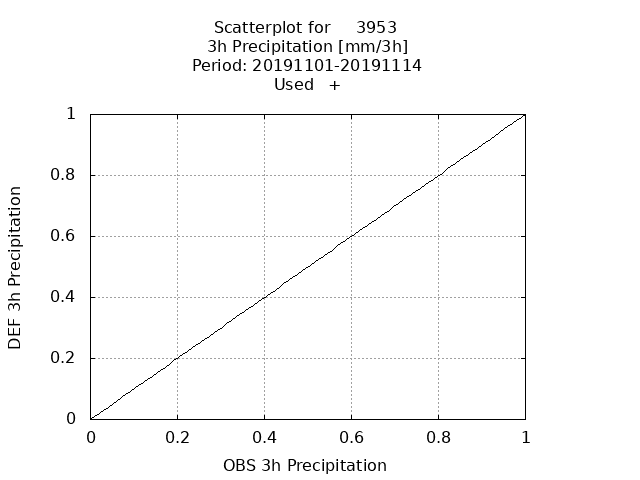 Scatterplot for     3953
3h Precipitation [mm/3h]
Period: 20191101-20191114
Used   +
1
0.8
0.6
0.4
0.2
0
DEF 3h Precipitation
0 0.2 0.4 0.6 0.8 1
OBS 3h Precipitation